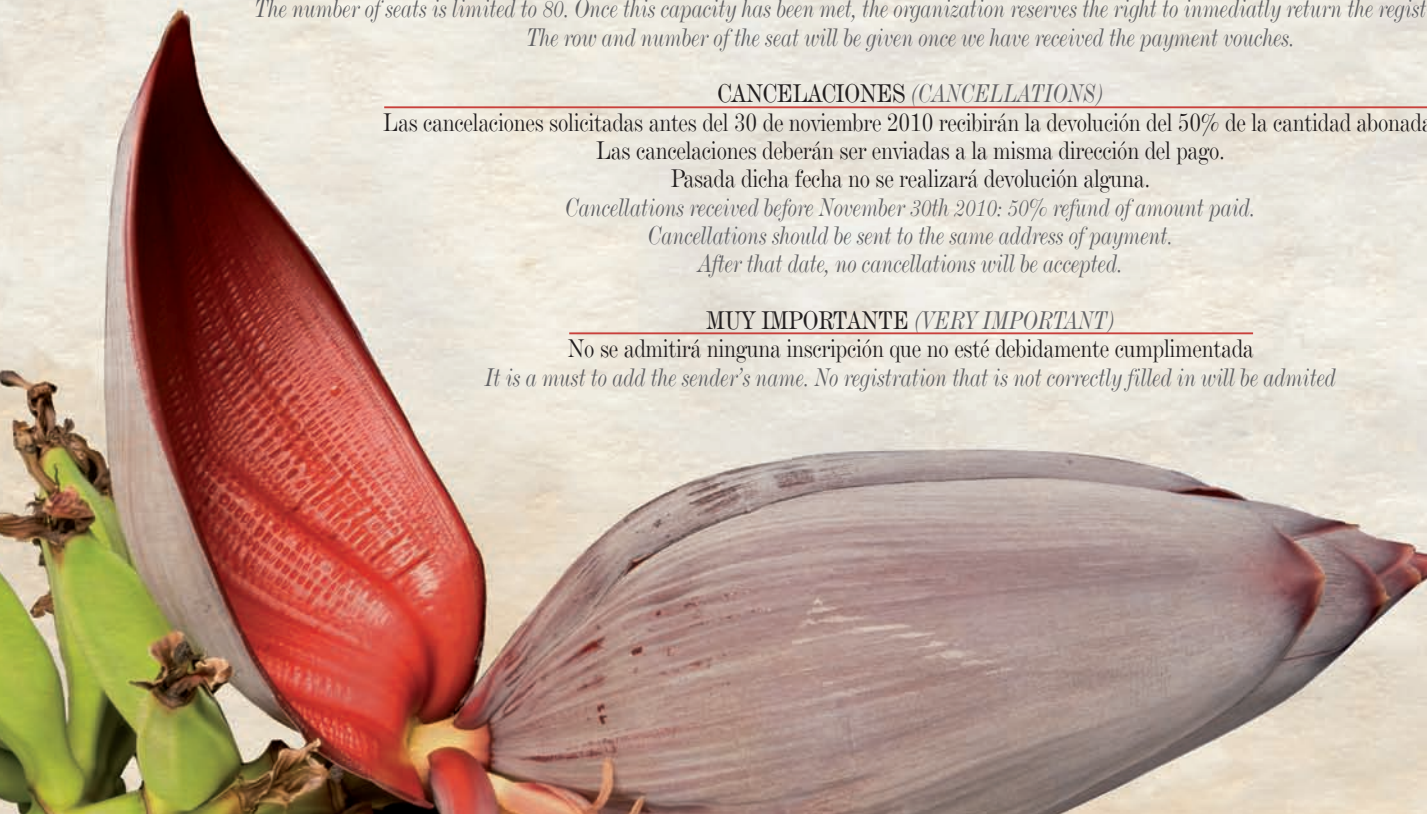 The number of seats is limited to 80. Once this capacity has been met, the organization reserves the right to inmediatly return the regist
The row and number of the seat will be given once we have received the payment vouches.
CANCELACIONES (CANCELLATIONS)
Las cancelaciones solicitadas antes del 30 de noviembre 2010 recibirán la devolución del 50% de la cantidad abonada
Las cancelaciones deberán ser enviadas a la misma dirección del pago.
Pasada dicha fecha no se realizará devolución alguna.
Cancellations received before November 30th 2010: 50% refund of amount paid.
Cancellations should be sent to the same address of payment.
After that date, no cancellations will be accepted.
MUY IMPORTANTE (VERY IMPORTANT)
No se admitirá ninguna inscripción que no esté debidamente cumplimentada
It is a must to add the sender's name. No registration that is not correctly filled in will be admited